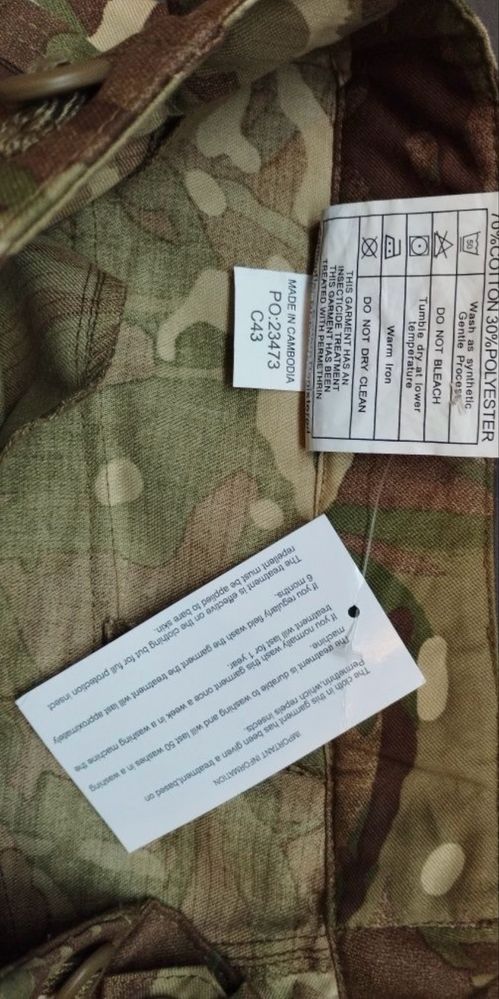 70%COTTON 30%POLYESTER
50
Wash as synthetic
Gentle Process
DO NOT BLEACH
Tumble dry at lower
temperature
Warm Iron
DO NOT DRY CLEAN
THIS GARMENT HAS AN
INSECTICIDE TREATMENT
THIS GARMENT HAS BEEN
TREATED WITH PERMETHRIN
MADE IN CAMBODIA
PO:23473
C43
IMPORTANT INFORMATION
The cloth in this garment has been given a treatment,based on
Permethrin,which repels insects.
The treatment is durable to washing and will last 50 washes in a washing
machine.
If you normally wash this garment once a week in a washing machine the
treatment will last for 1 year.
If you regularly field wash the garment the treatment will last approximately
6 months.
The treatment is effective on the clothing but for full protection insect
repellent must be applied to bare skin.